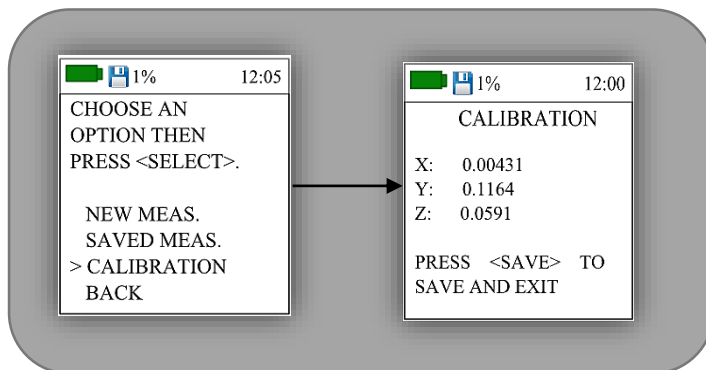 1% 12:05
CHOOSE AN
OPTION THEN
PRESS <SELECT>.
NEW MEAS.
SAVED MEAS.
> CALIBRATION
BACK
1% 12:00
CALIBRATION
X: 0.00431
Y: 0.1164
Z: 0.0591
PRESS <SAVE> TO
SAVE AND EXIT